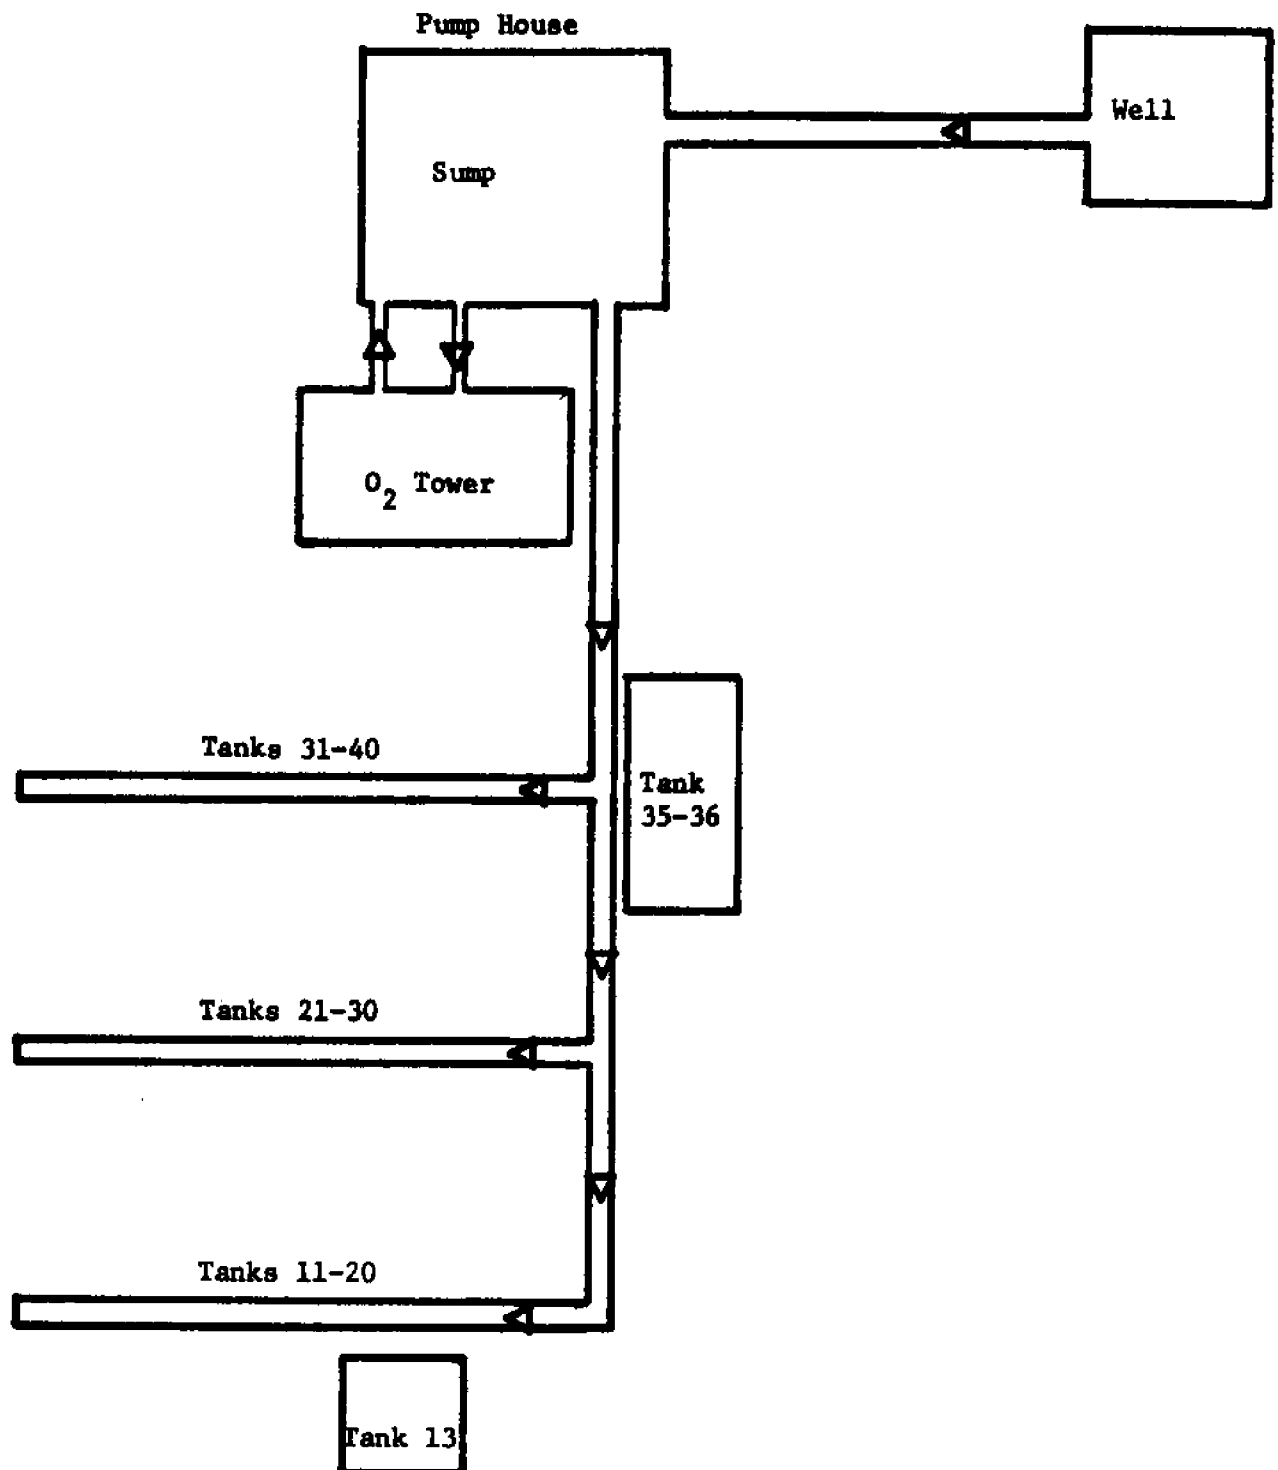 Pump House
Well
Sump
O2 Tower
Tanks 31-40
Tank
35-36
Tanks 21-30
Tanks 11-20
Tank 13